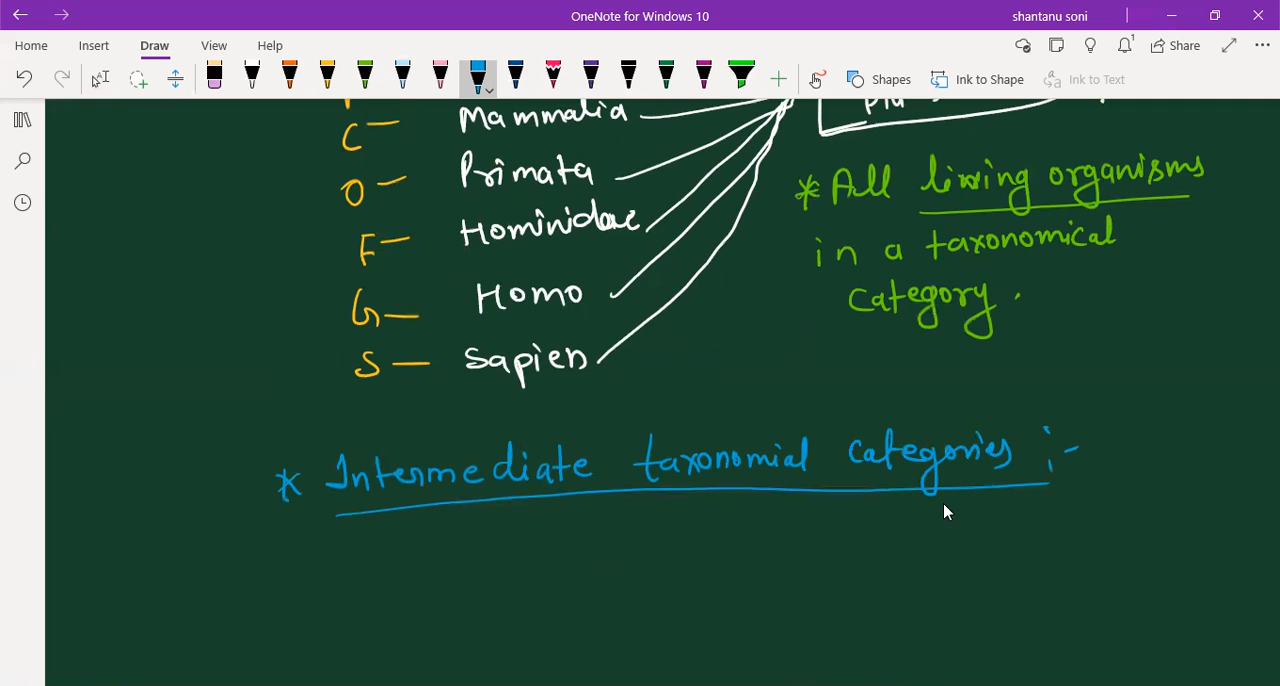 OneNote for Windows 10
shantanu soni
Home Insert Draw View Help
Share
Shapes
Ink to Shape
Ink to Text
C — Mammalia
O — Primata
F — Hominidae
G — Homo
S — Sapien
* All living organisms
in a taxonomical
category.
* Intermediate taxonomial categories :-